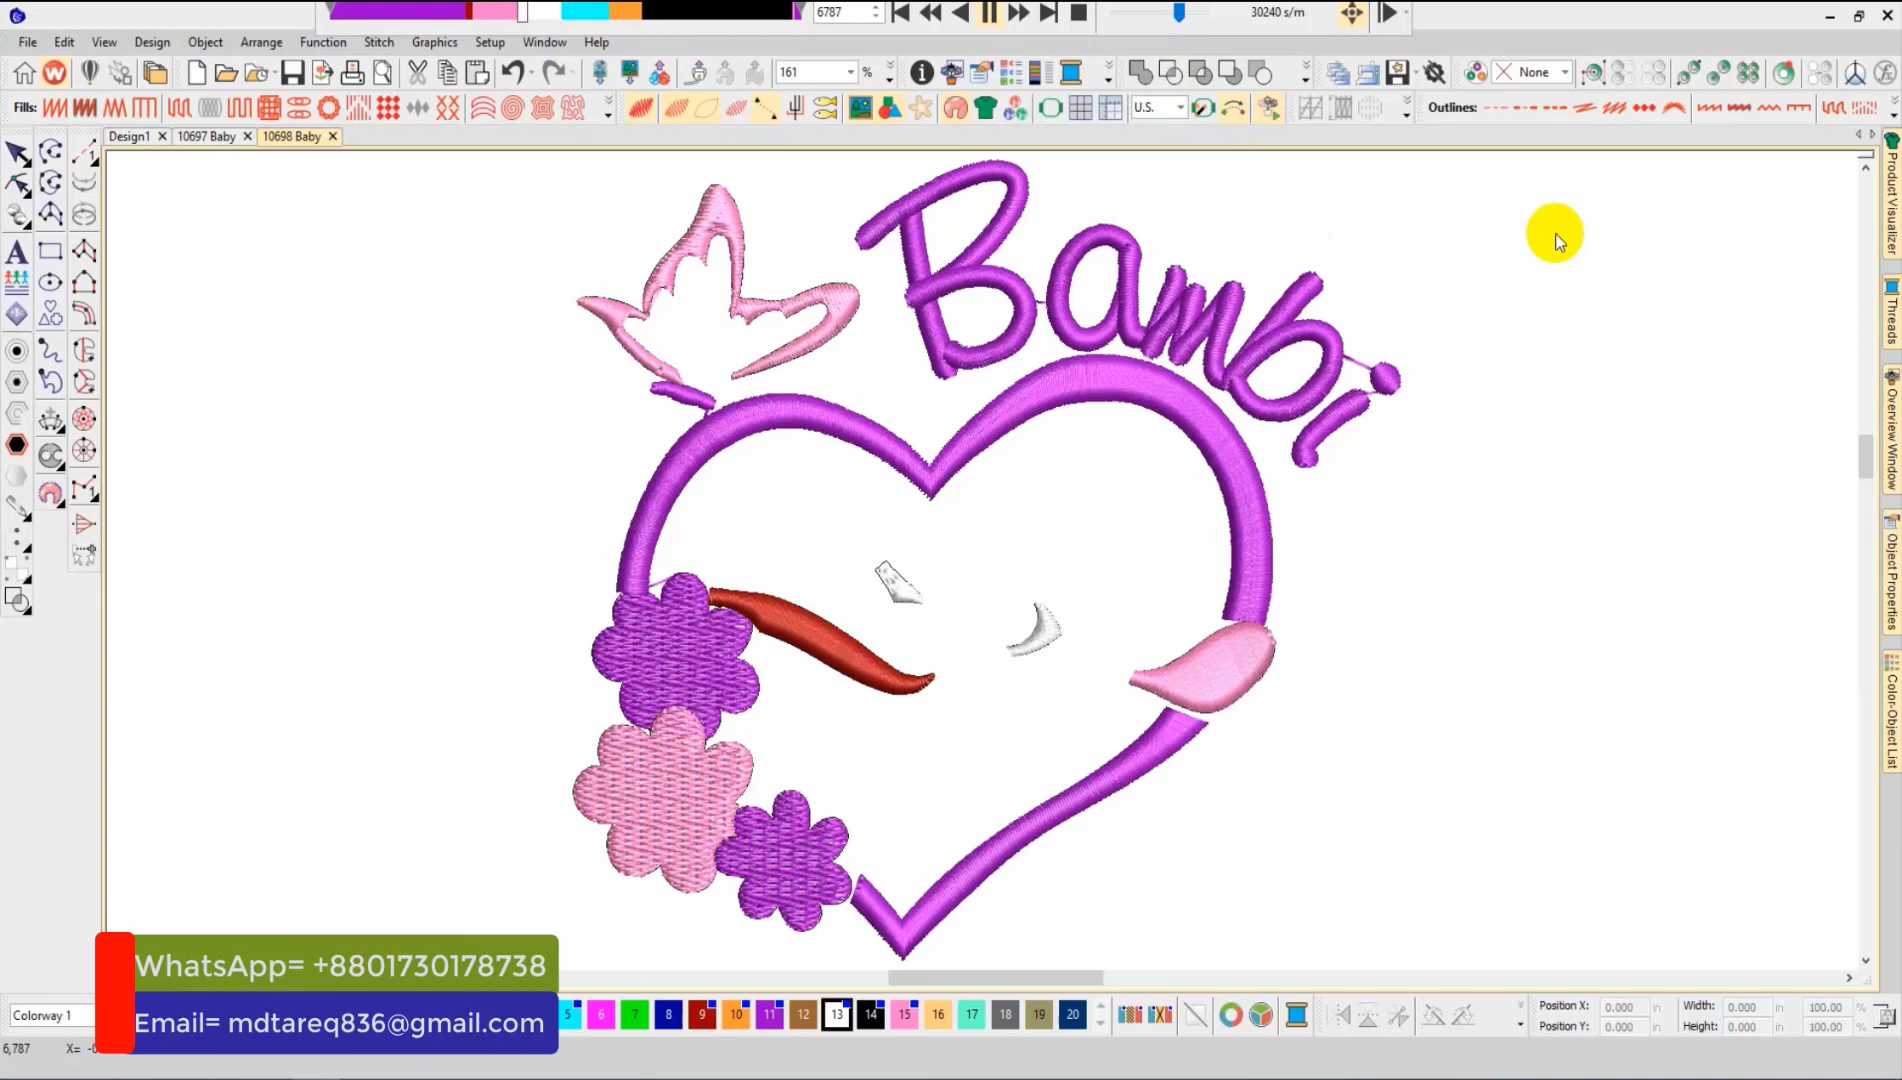 6787
30240 s/m
File Edit View Design Object Arrange Function Stitch Graphics Setup Window Help
161 %
None
Fills:
U.S.
Outlines:
Design1 10697 Baby 10698 Baby
Bambi
Product Visualizer
Threads
Overview Window
Object Properties
Color-Object List
WhatsApp= +8801730178738
Email= mdtareq836@gmail.com
Colorway 1
5 6 7 8 9 10 11 12 13 14 15 16 17 18 19 20
Position X: 0.000 in Width: 0.000 in 100.00 %
Position Y: 0.000 in Height: 0.000 in 100.00 %
6,787 X=